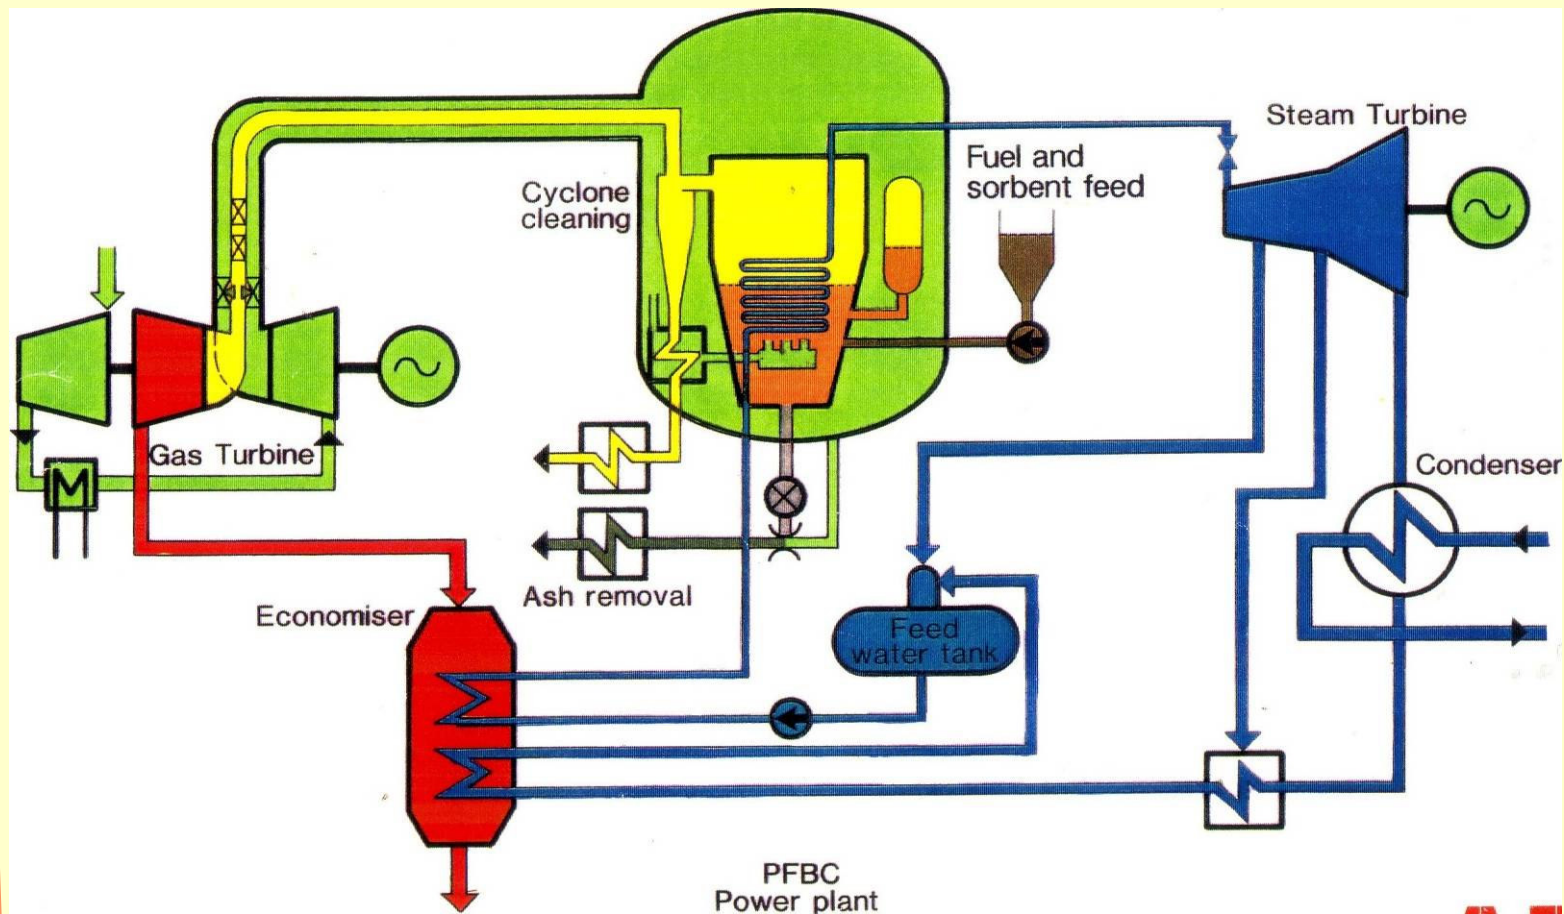 Steam Turbine
Fuel and
sorbent feed
Cyclone
cleaning
Gas Turbine
Condenser
Ash removal
Economiser
Feed
water tank
PFBC
Power plant